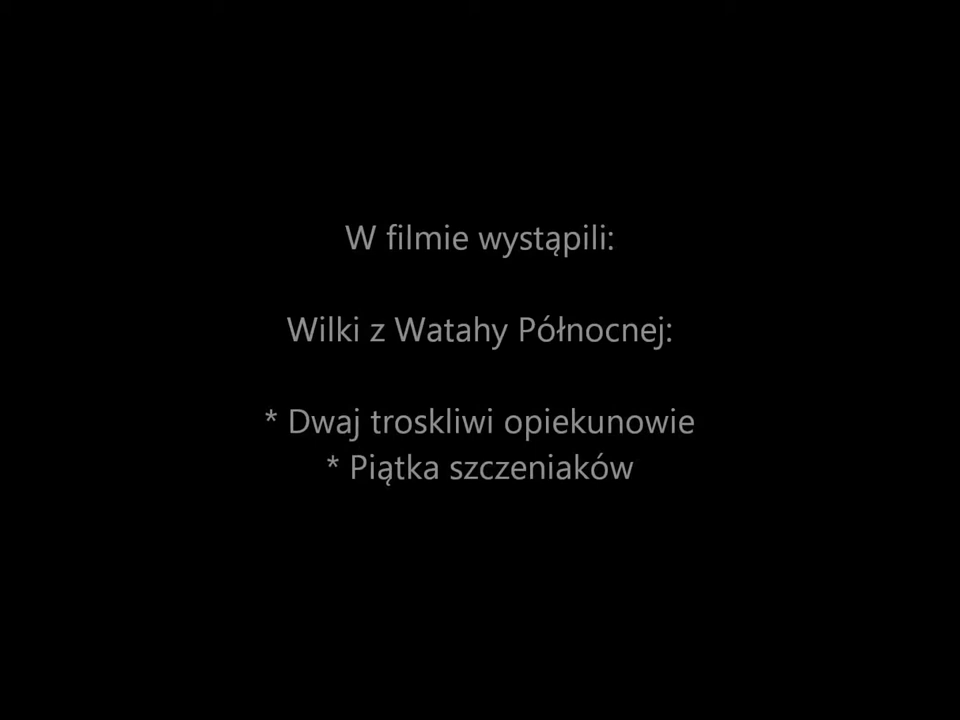 W filmie wystąpili:
Wilki z Watahy Północnej:
* Dwaj troskliwi opiekunowie
* Piątka szczeniaków